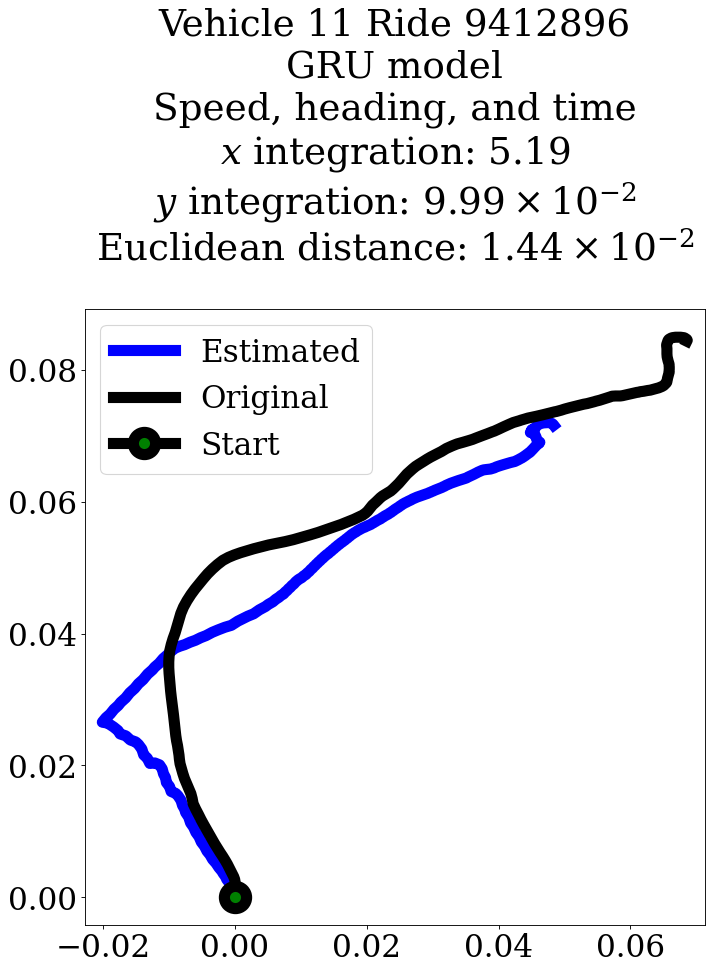 Vehicle 11 Ride 9412896
GRU model
Speed, heading, and time
x integration: 5.19
y integration: 9.99 × 10⁻²
Euclidean distance: 1.44 × 10⁻²
Estimated
Original
Start
0.08
0.06
0.04
0.02
0.00
−0.02 0.00 0.02 0.04 0.06